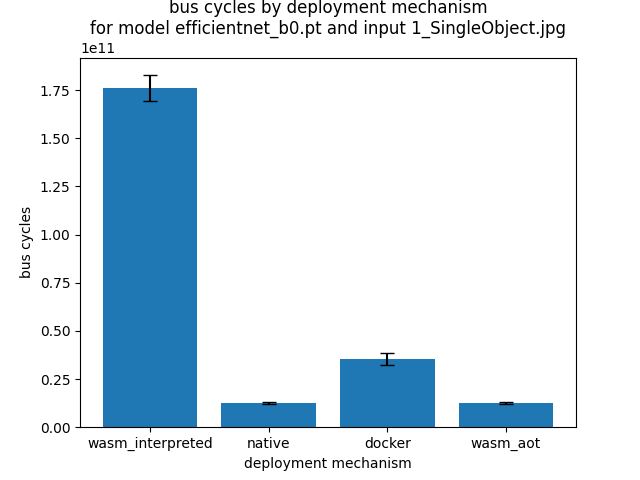 bus cycles by deployment mechanism
for model efficientnet_b0.pt and input 1_SingleObject.jpg
1e11
1.75
1.50
1.25
1.00
0.75
0.50
0.25
0.00
bus cycles
wasm_interpreted native docker wasm_aot
deployment mechanism